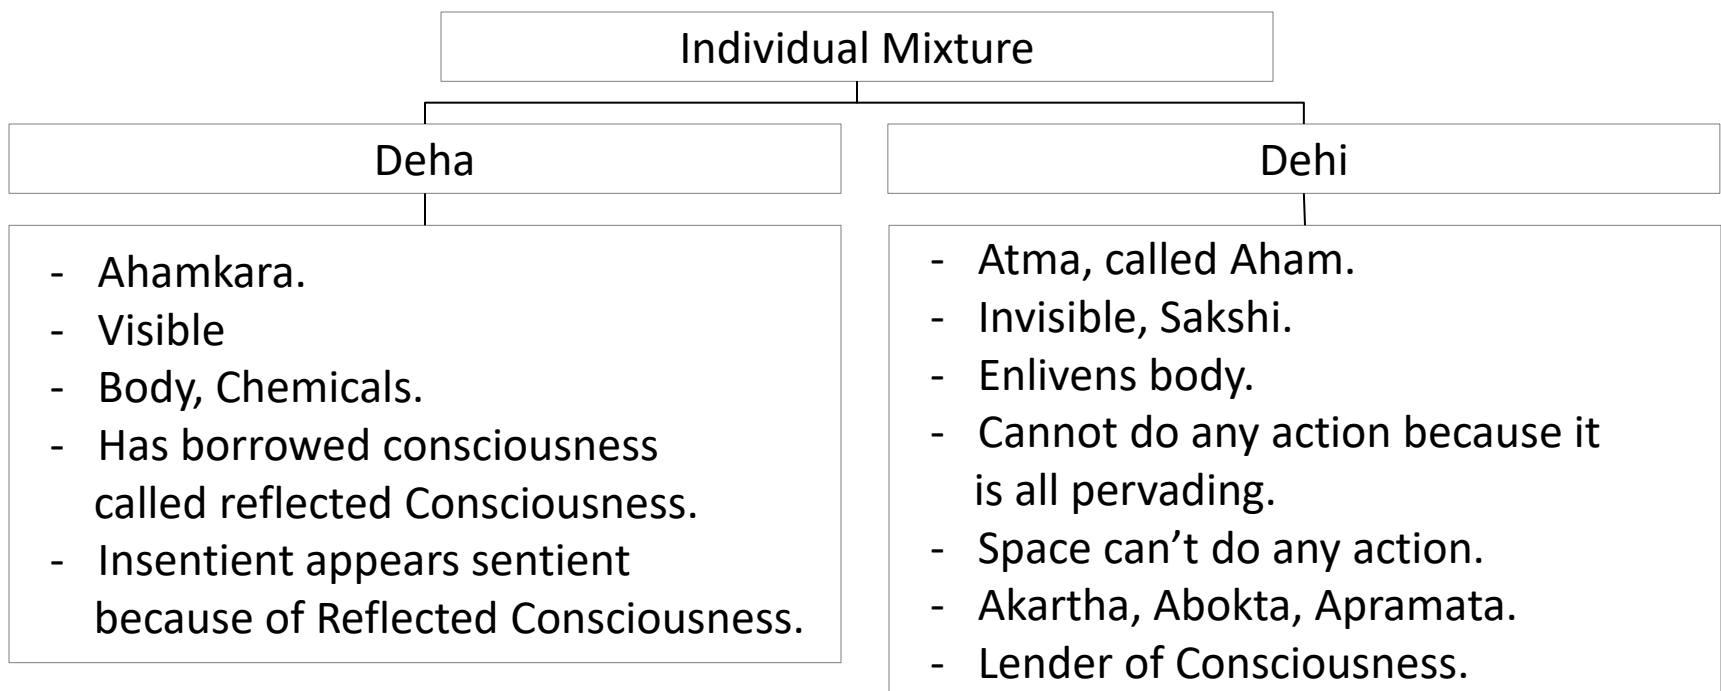 Individual Mixture
Deha
Dehi
- Ahamkara.
- Visible
- Body, Chemicals.
- Has borrowed consciousness
called reflected Consciousness.
- Insentient appears sentient
because of Reflected Consciousness.
- Atma, called Aham.
- Invisible, Sakshi.
- Enlivens body.
- Cannot do any action because it
is all pervading.
- Space can’t do any action.
- Akartha, Abokta, Apramata.
- Lender of Consciousness.